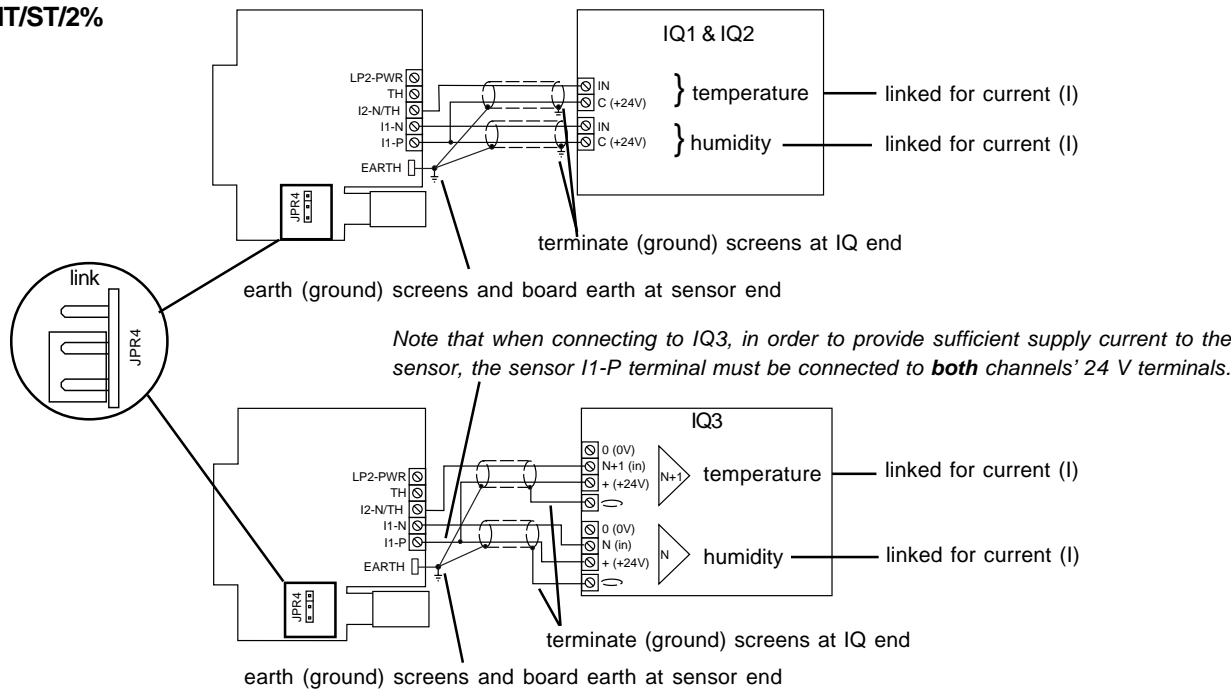 HT/ST/2%
IQ1 & IQ2
LP2-PWR
TH
I2-N/TH
I1-N
I1-P
EARTH
IN
C (+24V)
} temperature
linked for current (I)
IN
C (+24V)
} humidity
linked for current (I)
JPR4
terminate (ground) screens at IQ end
earth (ground) screens and board earth at sensor end
link
JPR4
Note that when connecting to IQ3, in order to provide sufficient supply current to the
sensor, the sensor I1-P terminal must be connected to both channels' 24 V terminals.
IQ3
LP2-PWR
TH
I2-N/TH
I1-N
I1-P
EARTH
0 (0V)
N+1 (in)
+ (+24V)
N+1
temperature
linked for current (I)
0 (0V)
N (in)
+ (+24V)
N
humidity
linked for current (I)
JPR4
terminate (ground) screens at IQ end
earth (ground) screens and board earth at sensor end